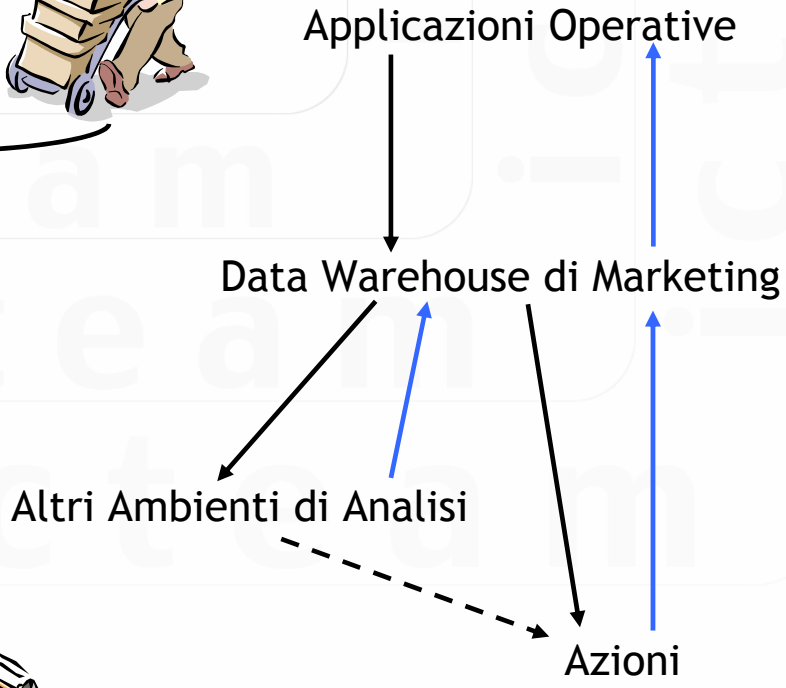 Applicazioni Operative
Data Warehouse di Marketing
Altri Ambienti di Analisi
Azioni